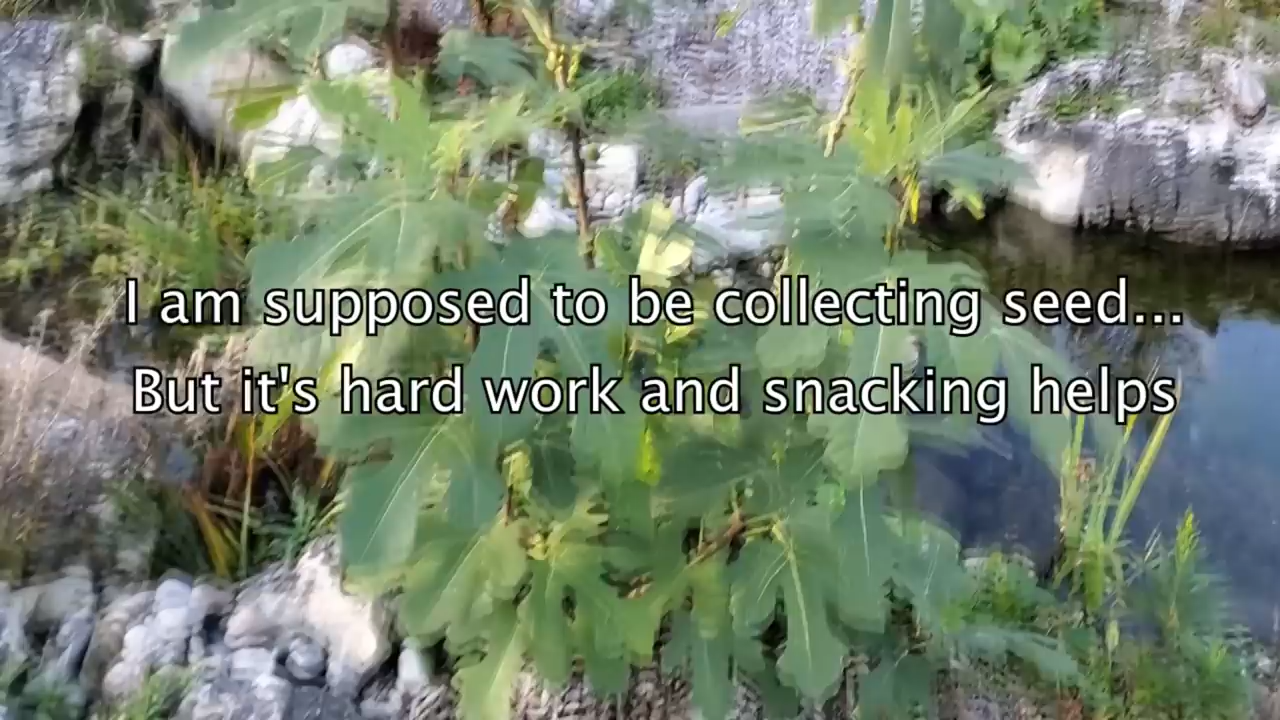 I am supposed to be collecting seed...
But it's hard work and snacking helps